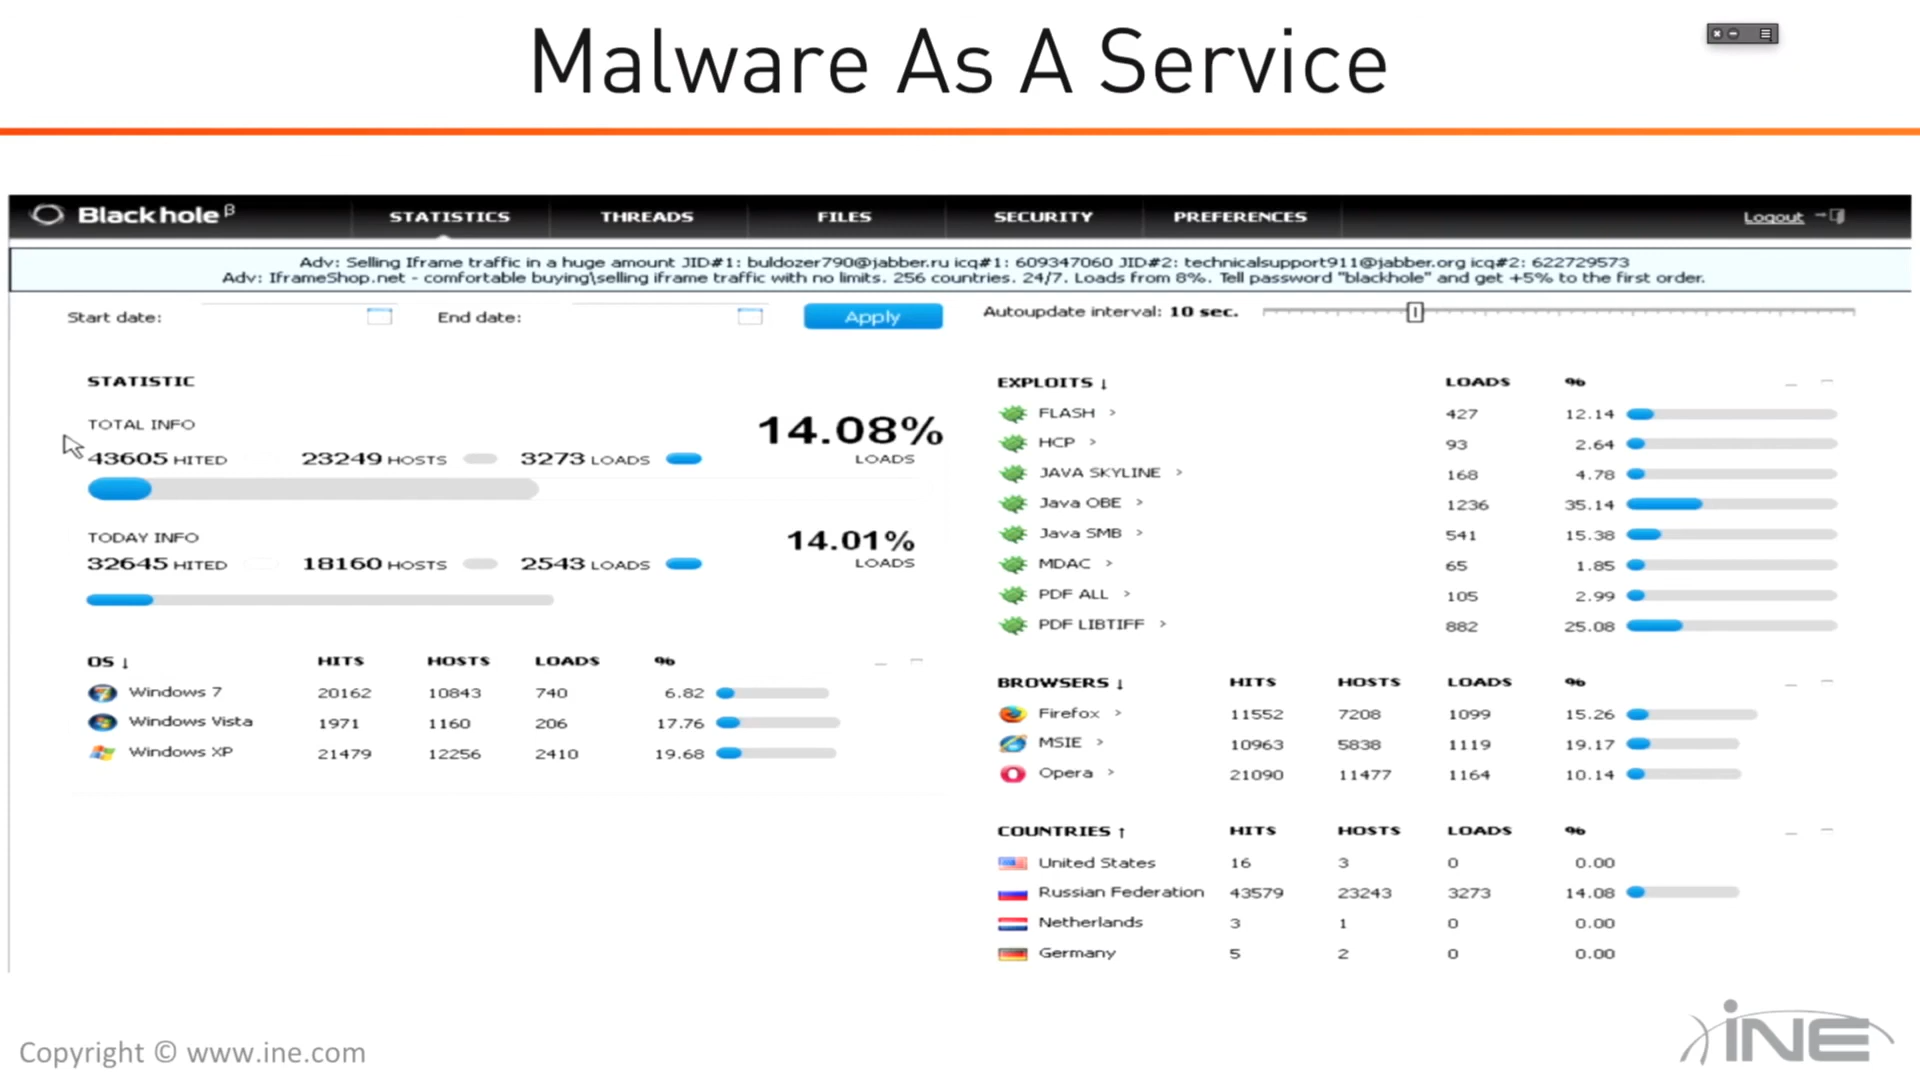 Malware As A Service
Black hole β STATISTICS THREADS FILES SECURITY PREFERENCES Logout
Adv: Selling Iframe traffic in a huge amount JID#1: buldozer790@jabber.ru icq#1: 609347060 JID#2: technicalsupport911@jabber.org icq#2: 622729573
Adv: IframeShop.net - comfortable buying\selling iframe traffic with no limits. 256 countries. 24/7. Loads from 8%. Tell password "blackhole" and get +5% to the first order.
Start date: End date: Apply Autoupdate interval: 10 sec.
STATISTIC
TOTAL INFO
14.08%
43605 HITED 23249 HOSTS 3273 LOADS LOADS
TODAY INFO
14.01%
32645 HITED 18160 HOSTS 2543 LOADS LOADS
OS ↓ HITS HOSTS LOADS %
Windows 7 20162 10843 740 6.82
Windows Vista 1971 1160 206 17.76
Windows XP 21479 12256 2410 19.68
EXPLOITS ↓ LOADS %
FLASH > 427 12.14
HCP > 93 2.64
JAVA SKYLINE > 168 4.78
Java OBE > 1236 35.14
Java SMB > 541 15.38
MDAC > 65 1.85
PDF ALL > 105 2.99
PDF LIBTIFF > 882 25.08
BROWSERS ↓ HITS HOSTS LOADS %
Firefox > 11552 7208 1099 15.26
MSIE > 10963 5838 1119 19.17
Opera > 21090 11477 1164 10.14
COUNTRIES ↑ HITS HOSTS LOADS %
United States 16 3 0 0.00
Russian Federation 43579 23243 3273 14.08
Netherlands 3 1 0 0.00
Germany 5 2 0 0.00
Copyright © www.ine.com
iNE